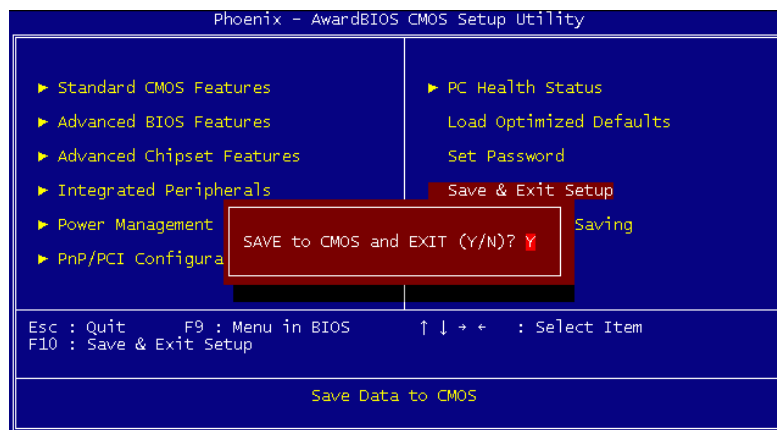 Phoenix - AwardBIOS CMOS Setup Utility
► Standard CMOS Features
► Advanced BIOS Features
► Advanced Chipset Features
► Integrated Peripherals
► Power Management
► PnP/PCI Configura
► PC Health Status
Load Optimized Defaults
Set Password
Save & Exit Setup
Saving
SAVE to CMOS and EXIT (Y/N)? Y
Esc : Quit F9 : Menu in BIOS ↑ ↓ → ← : Select Item
F10 : Save & Exit Setup
Save Data to CMOS